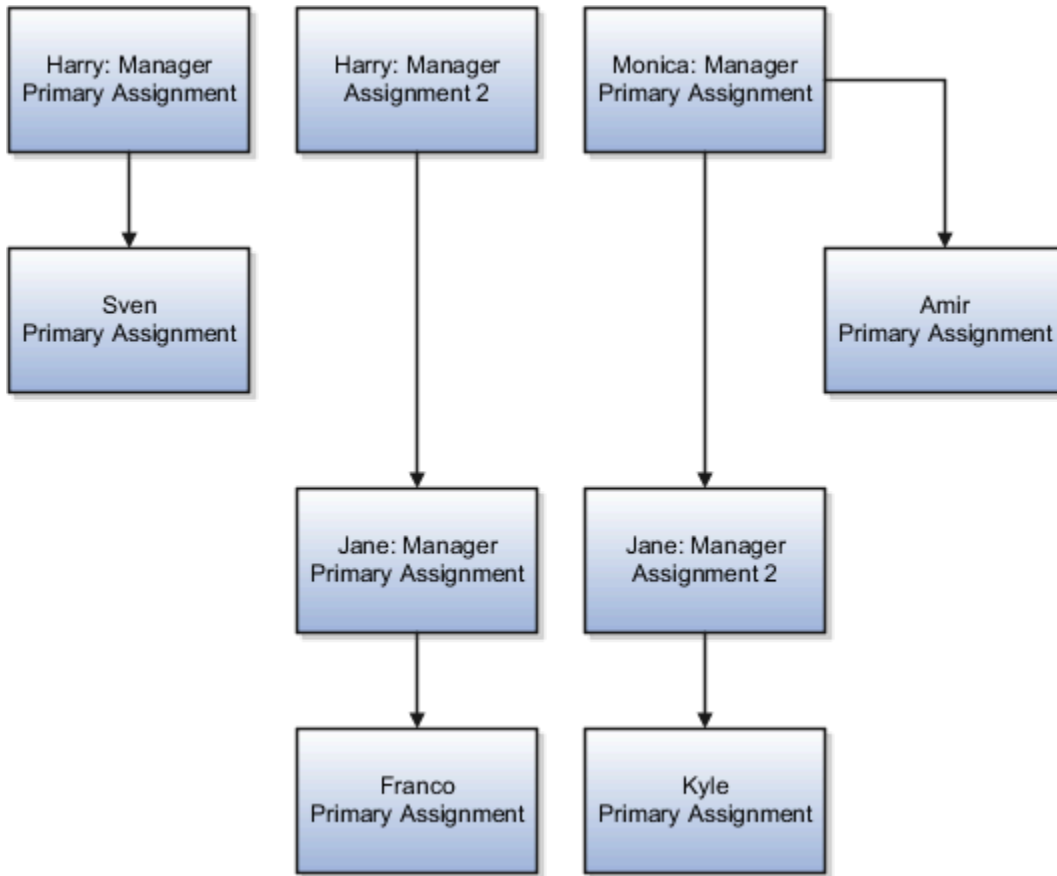 Harry: Manager
Primary Assignment
Harry: Manager
Assignment 2
Monica: Manager
Primary Assignment
Sven
Primary Assignment
Amir
Primary Assignment
Jane: Manager
Primary Assignment
Jane: Manager
Assignment 2
Franco
Primary Assignment
Kyle
Primary Assignment